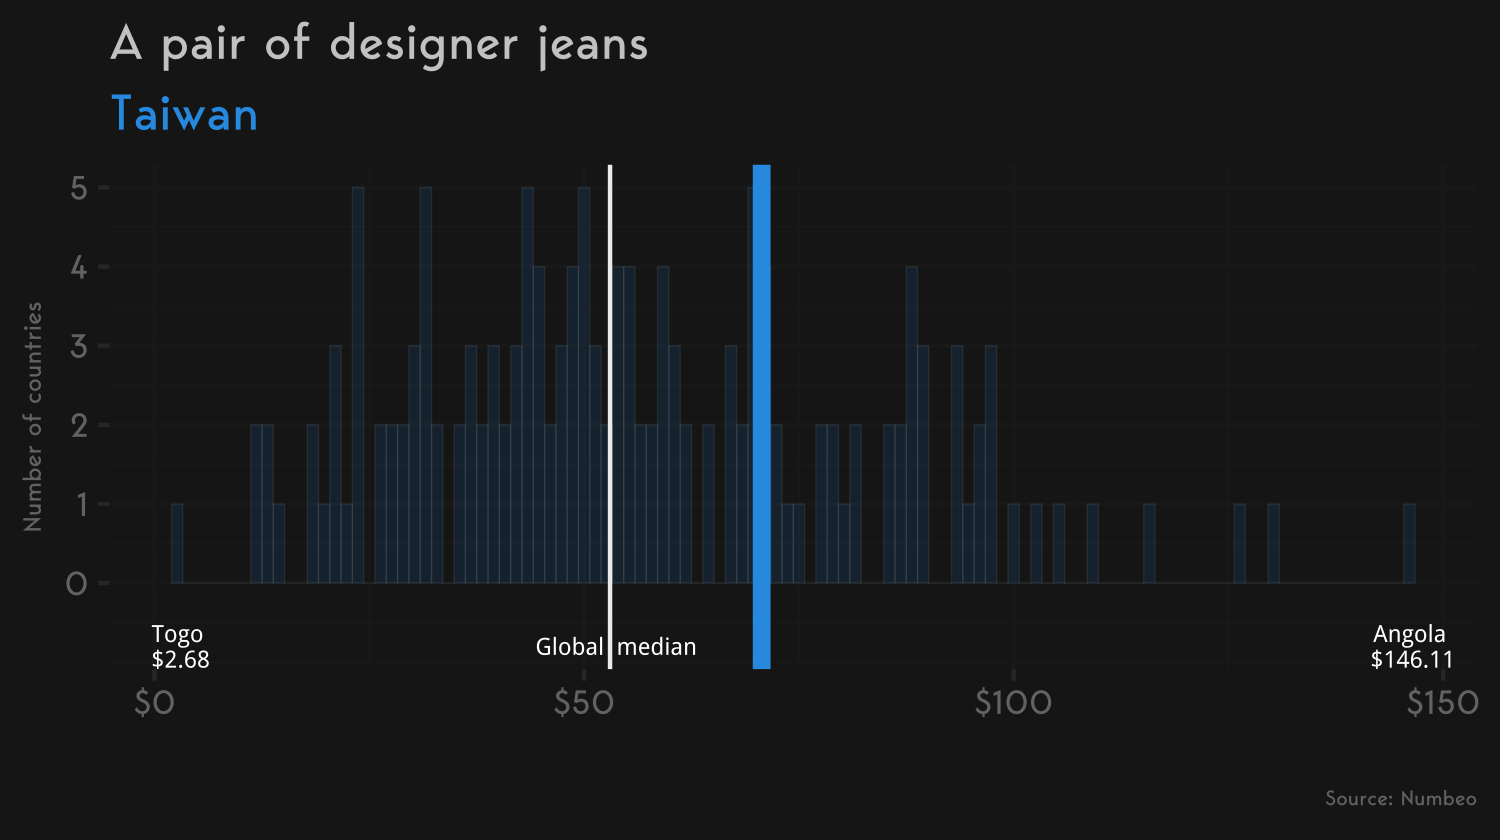 A pair of designer jeans
Taiwan
Number of countries
5
4
3
2
1
0
Togo
$2.68
Global median
Angola
$146.11
$0
$50
$100
$150
Source: Numbeo